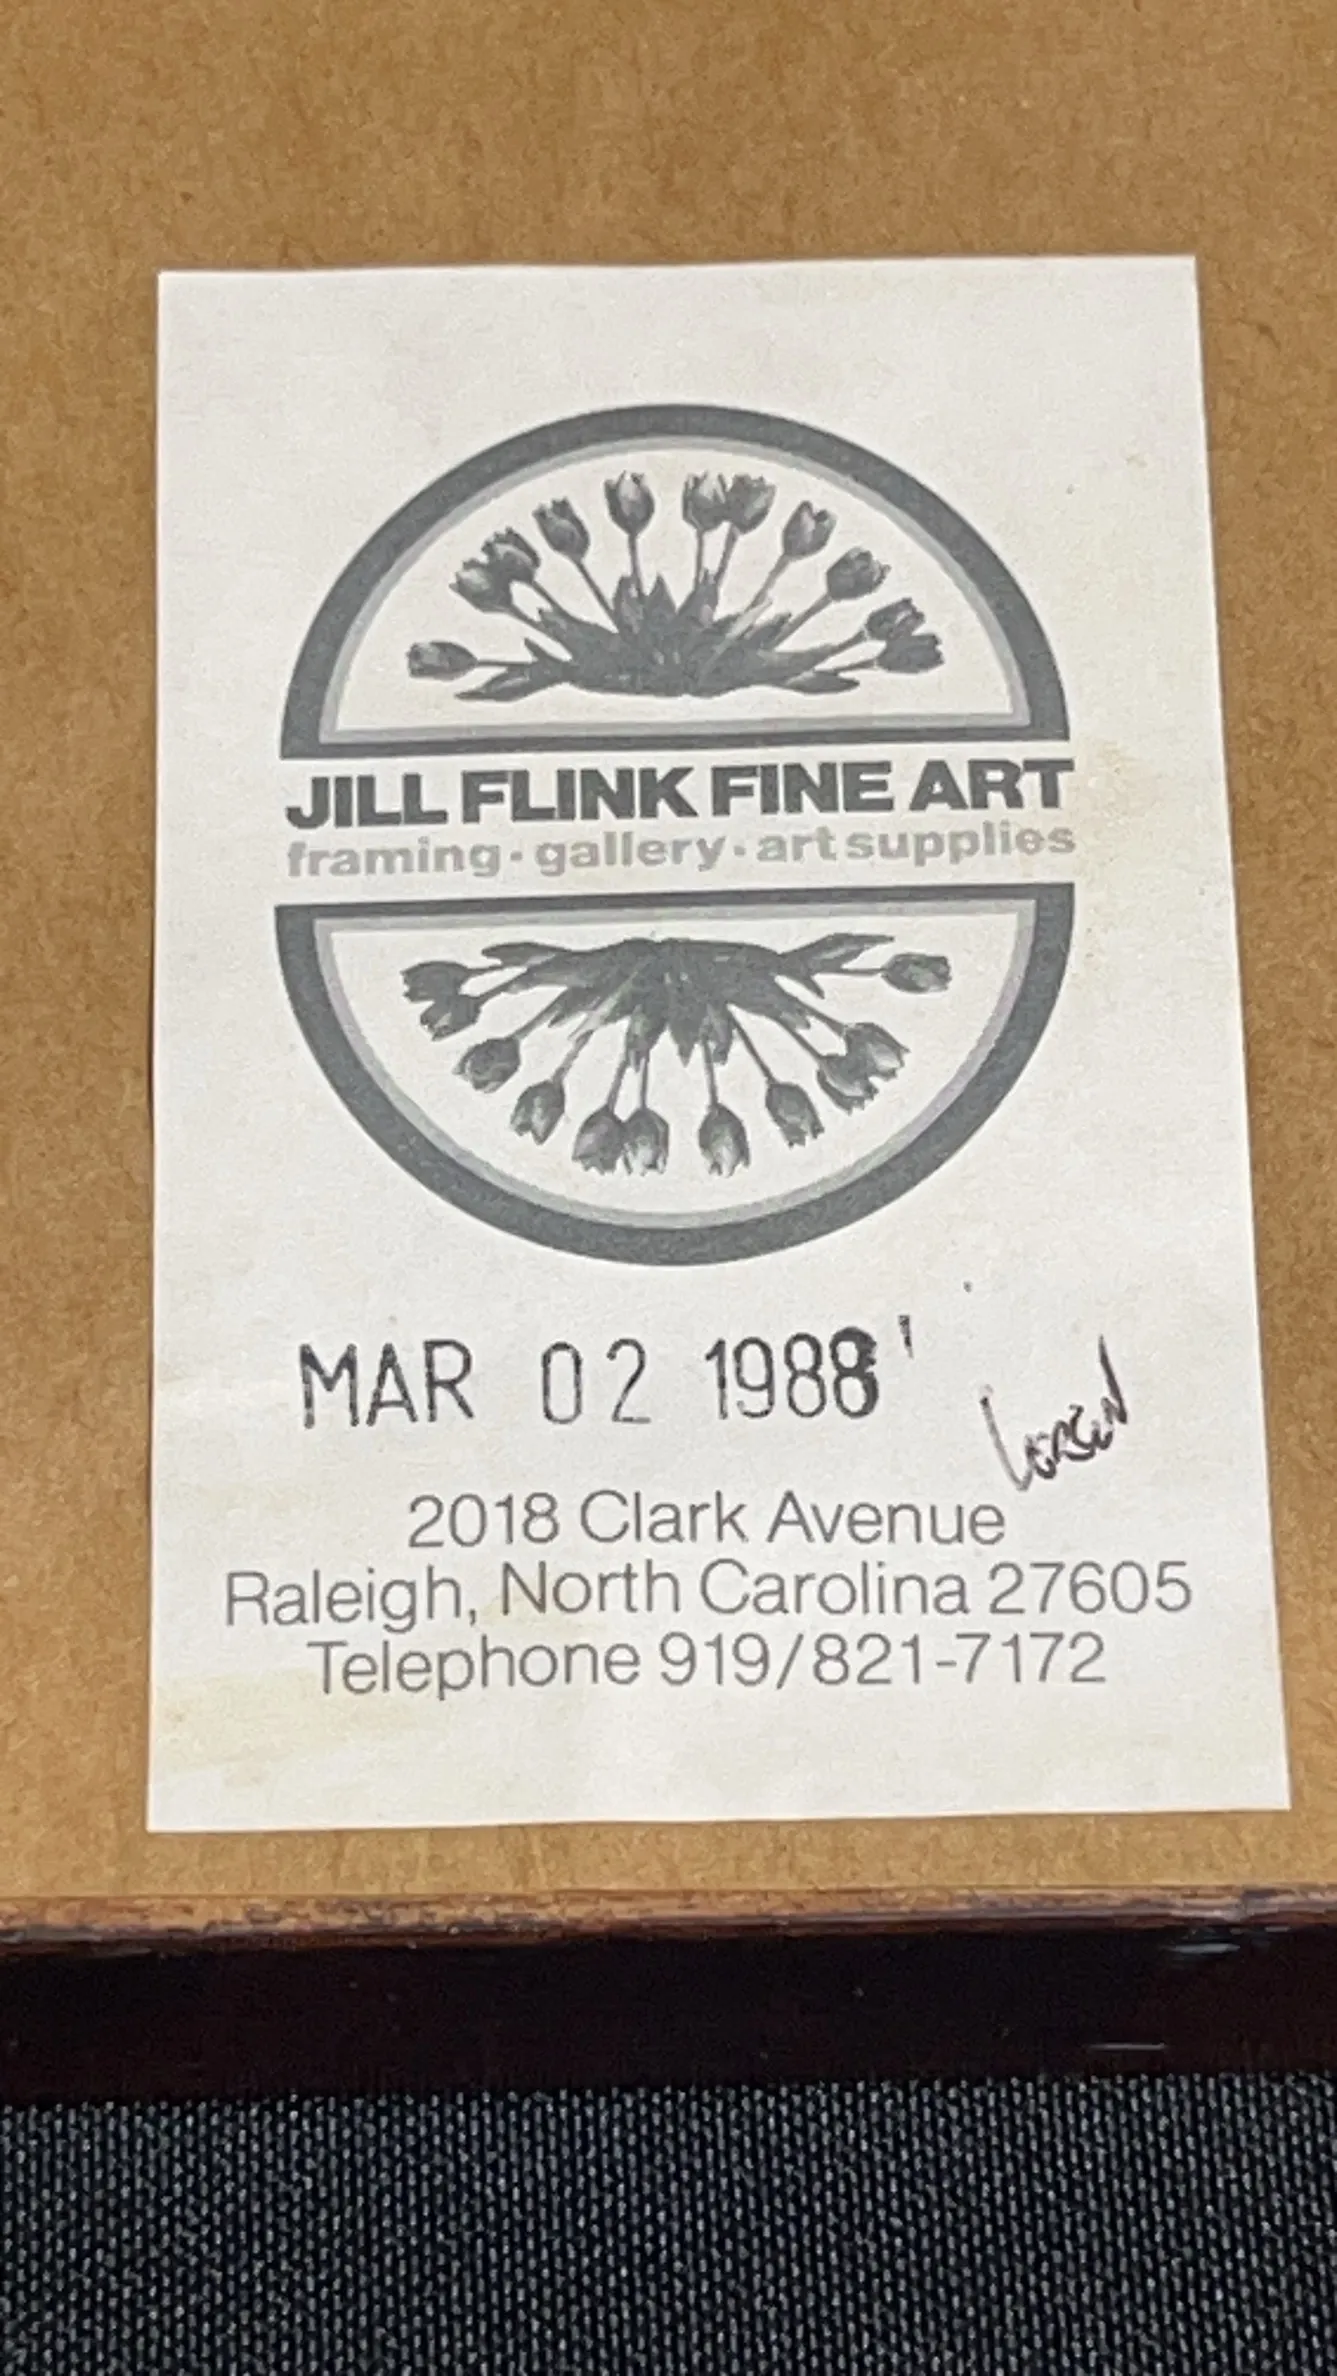 JILL FLINK FINE ART
framing · gallery · art supplies
MAR 02 1988
2018 Clark Avenue
Raleigh, North Carolina 27605
Telephone 919/821-7172